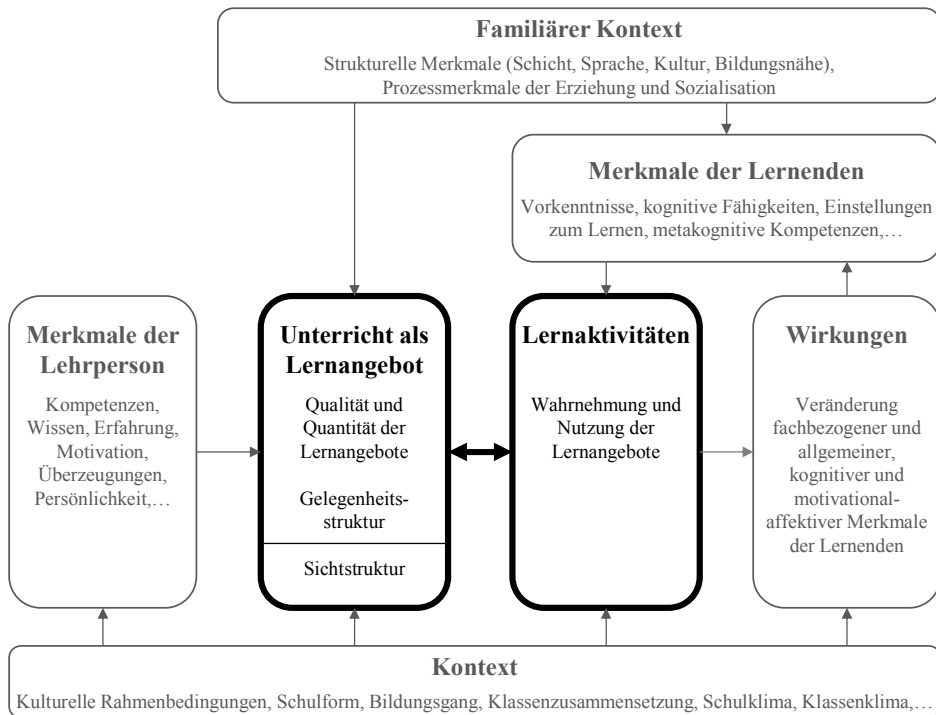 Familiärer Kontext
Strukturelle Merkmale (Schicht, Sprache, Kultur, Bildungsnähe),
Prozessmerkmale der Erziehung und Sozialisation
Merkmale der Lernenden
Vorkenntnisse, kognitive Fähigkeiten, Einstellungen
zum Lernen, metakognitive Kompetenzen,…
Merkmale der
Lehrperson
Kompetenzen,
Wissen, Erfahrung,
Motivation,
Überzeugungen,
Persönlichkeit,…
Unterricht als
Lernangebot
Qualität und
Quantität der
Lernangebote
Gelegenheits-
struktur
Sichtstruktur
Lernaktivitäten
Wahrnehmung und
Nutzung der
Lernangebote
Wirkungen
Veränderung
fachbezogener und
allgemeiner,
kognitiver und
motivational-
affektiver Merkmale
der Lernenden
Kontext
Kulturelle Rahmenbedingungen, Schulform, Bildungsgang, Klassenzusammensetzung, Schulklima, Klassenklima,…